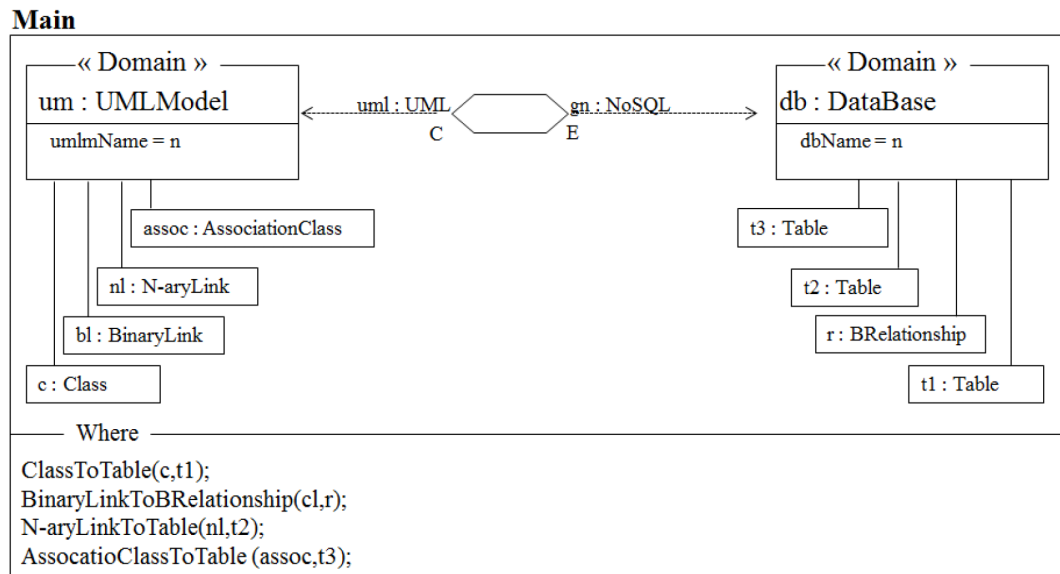 Main
« Domain »
um : UMLModel
umlmName = n
uml : UML
C
gn : NoSQL
E
« Domain »
db : DataBase
dbName = n
assoc : AssociationClass
nl : N-aryLink
bl : BinaryLink
c : Class
t3 : Table
t2 : Table
r : BRelationship
t1 : Table
Where
ClassToTable(c,t1);
BinaryLinkToBRelationship(cl,r);
N-aryLinkToTable(nl,t2);
AssocatioClassToTable (assoc,t3);